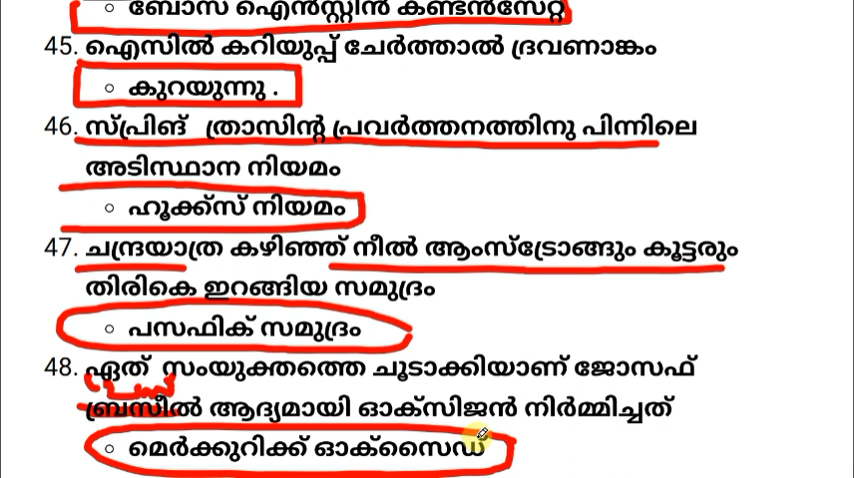 ബോസ് ഐൻസ്റ്റിൻ കണ്ടൻസേറ്റ്
45. ഐസിൽ കറിയുപ്പ് ചേർത്താൽ ദ്രവണാങ്കം
കുറയുന്നു .
46. സ്പ്രിങ് ത്രാസിന്റ പ്രവർത്തനത്തിനു പിന്നിലെ
അടിസ്ഥാന നിയമം
ഹൂക്ക്സ് നിയമം
47. ചന്ദ്രയാത്ര കഴിഞ്ഞ് നീൽ ആംസ്ട്രോങ്ങും കൂട്ടരും
തിരികെ ഇറങ്ങിയ സമുദ്രം
പസഫിക് സമുദ്രം
48. ഏത് സംയുക്തത്തെ ചൂടാക്കിയാണ് ജോസഫ്
ബ്രസീൽ ആദ്യമായി ഓക്സിജൻ നിർമ്മിച്ചത്
മെർക്കുറിക്ക് ഓക്സൈഡ്